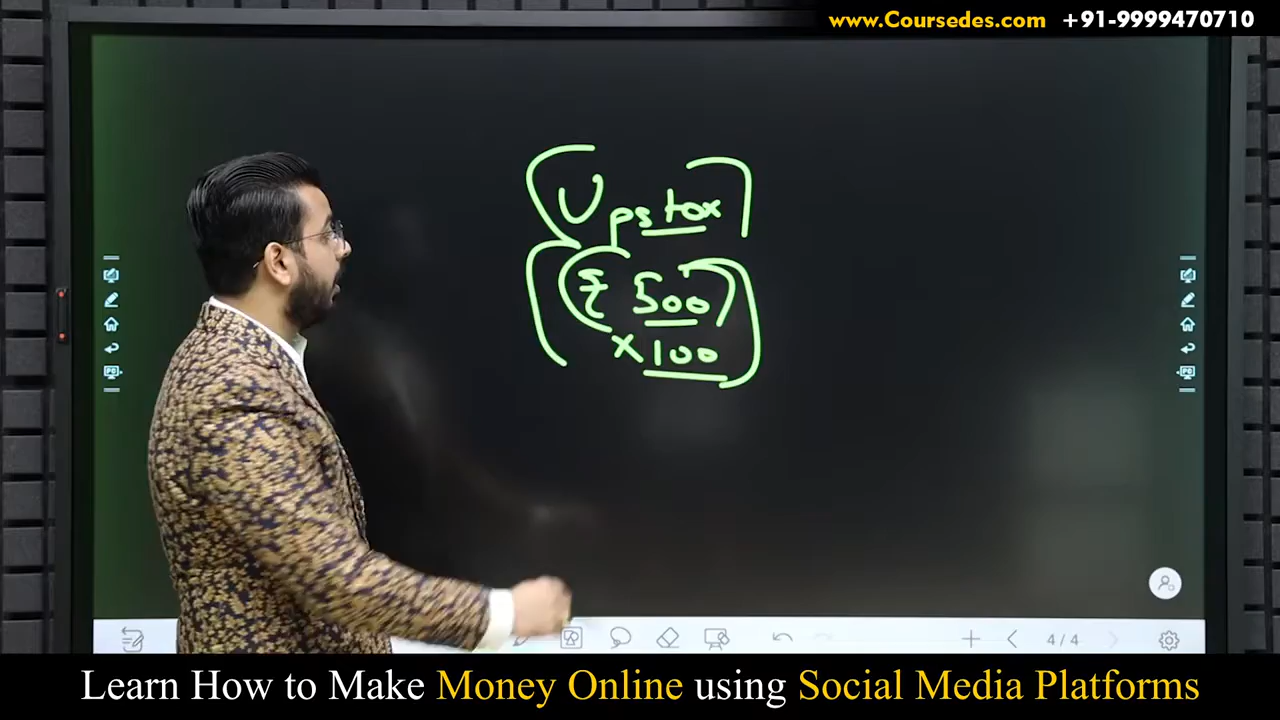 www.Coursedes.com +91-9999470710
Upstox
₹ 500
×100
4/4
Learn How to Make Money Online using Social Media Platforms